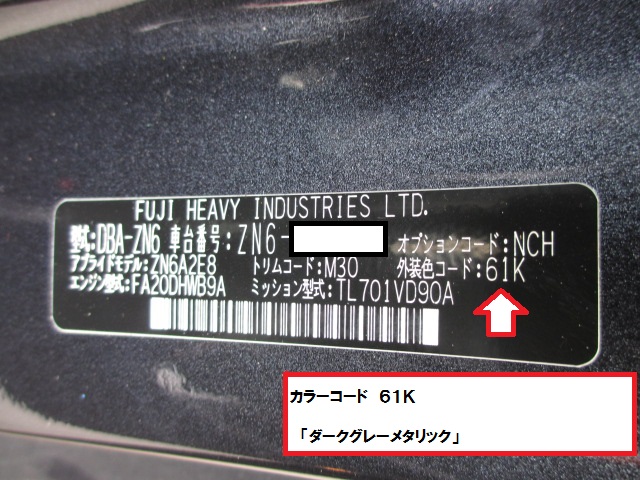 FUJI HEAVY INDUSTRIES LTD.
型式:DBA-ZN6 車台番号:ZN6- オプションコード:NCH
アプライドモデル:ZN6A2E8 トリムコード:M30 外装色コード:61K
エンジン型式:FA20DHWB9A ミッション型式:TL701VD90A
カラーコード 61K
「ダークグレーメタリック」